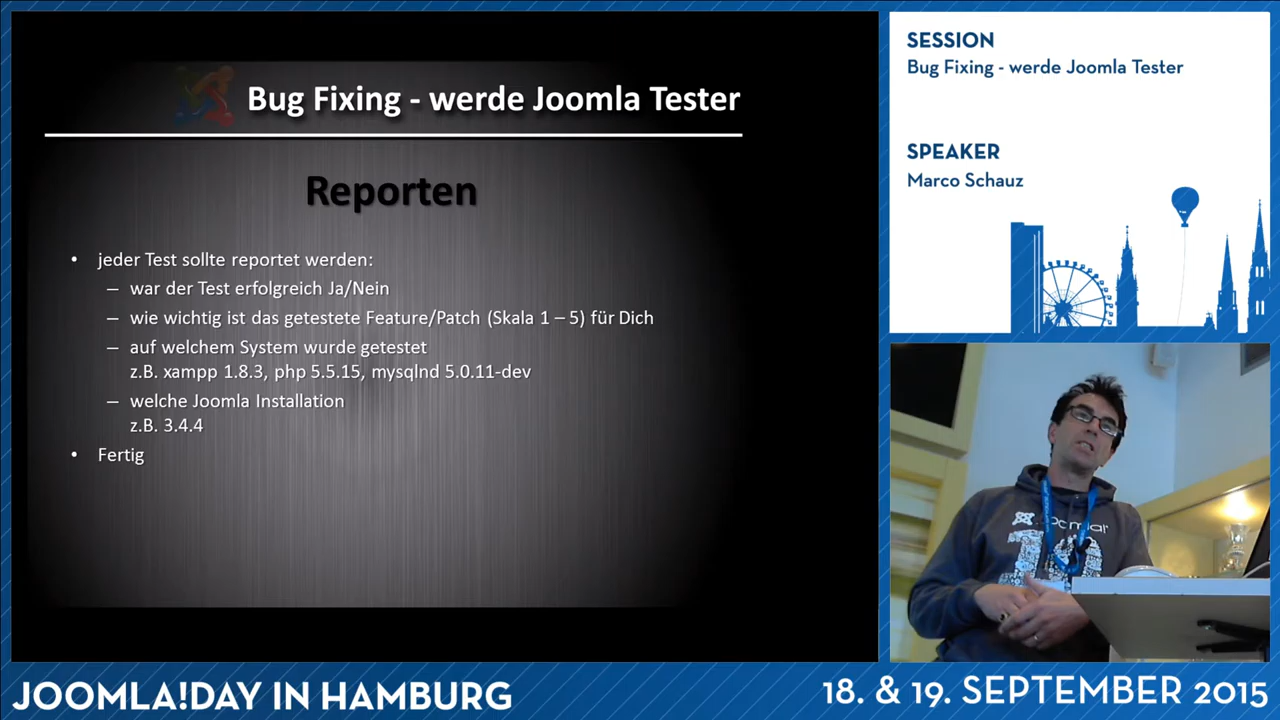 Bug Fixing - werde Joomla Tester
Reporten
• jeder Test sollte reportet werden:
– war der Test erfolgreich Ja/Nein
– wie wichtig ist das getestete Feature/Patch (Skala 1 – 5) für Dich
– auf welchem System wurde getestet
z.B. xampp 1.8.3, php 5.5.15, mysqlnd 5.0.11-dev
– welche Joomla Installation
z.B. 3.4.4
• Fertig
SESSION
Bug Fixing - werde Joomla Tester
SPEAKER
Marco Schauz
JOOMLA!DAY IN HAMBURG
18. & 19. SEPTEMBER 2015